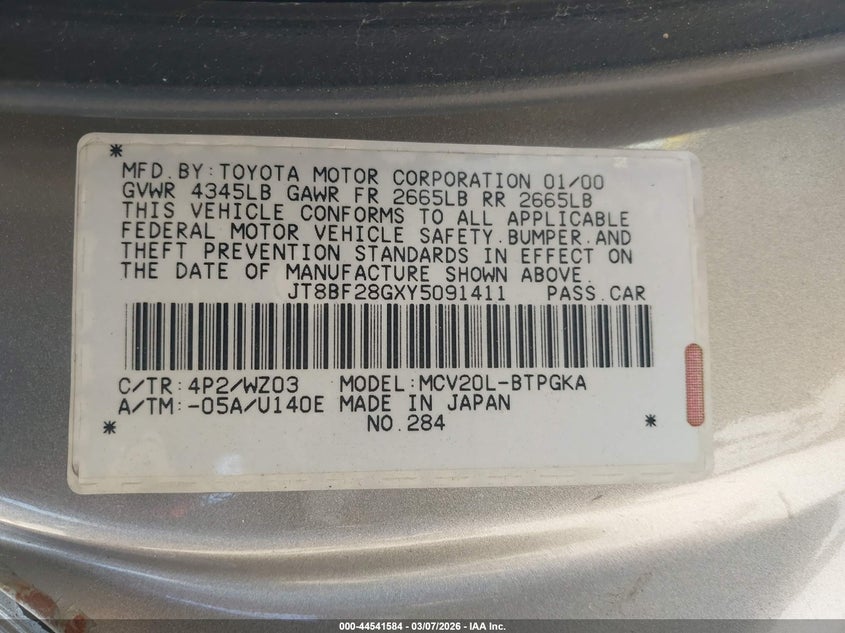 *
MFD.BY:TOYOTA MOTOR CORPORATION 01/00
GVWR 4345LB GAWR FR 2665LB RR 2665LB
THIS VEHICLE CONFORMS TO ALL APPLICABLE
FEDERAL MOTOR VEHICLE SAFETY.BUMPER.AND
THEFT PREVENTION STANDARDS IN EFFECT ON
THE DATE OF MANUFACTURE SHOWN ABOVE.
JT8BF28GXY5091411 PASS.CAR
C/TR:4P2/WZ03 MODEL:MCV20L-BTPGKA
A/TM:-05A/U140E MADE IN JAPAN
* NO.284 *
000-44541584 | 03/07/2026 | IAA Inc.